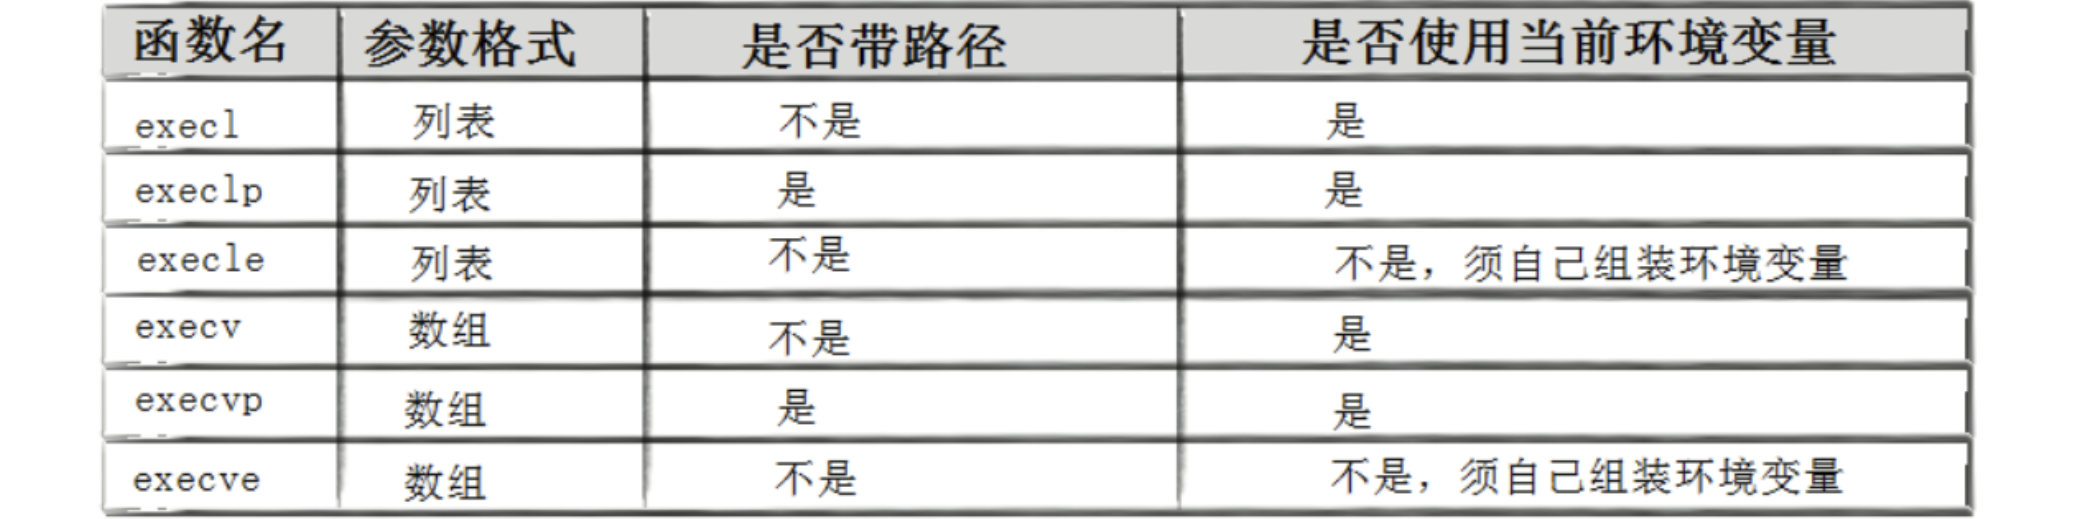 函数名 参数格式 是否带路径 是否使用当前环境变量
execl 列表 不是 是
execlp 列表 是 是
execle 列表 不是 不是，须自己组装环境变量
execv 数组 不是 是
execvp 数组 是 是
execve 数组 不是 不是，须自己组装环境变量